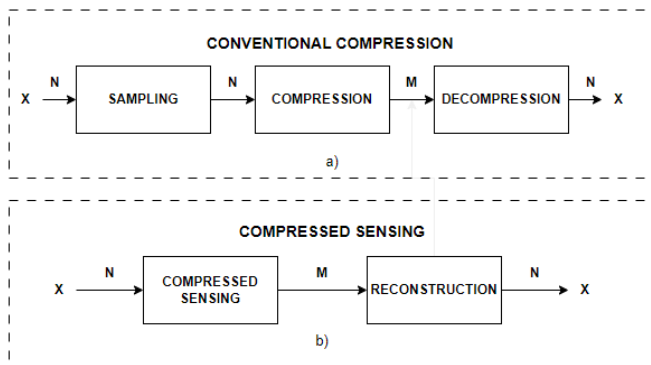 CONVENTIONAL COMPRESSION
X N SAMPLING N COMPRESSION M DECOMPRESSION N X
a)
COMPRESSED SENSING
X N COMPRESSED SENSING M RECONSTRUCTION N X
b)